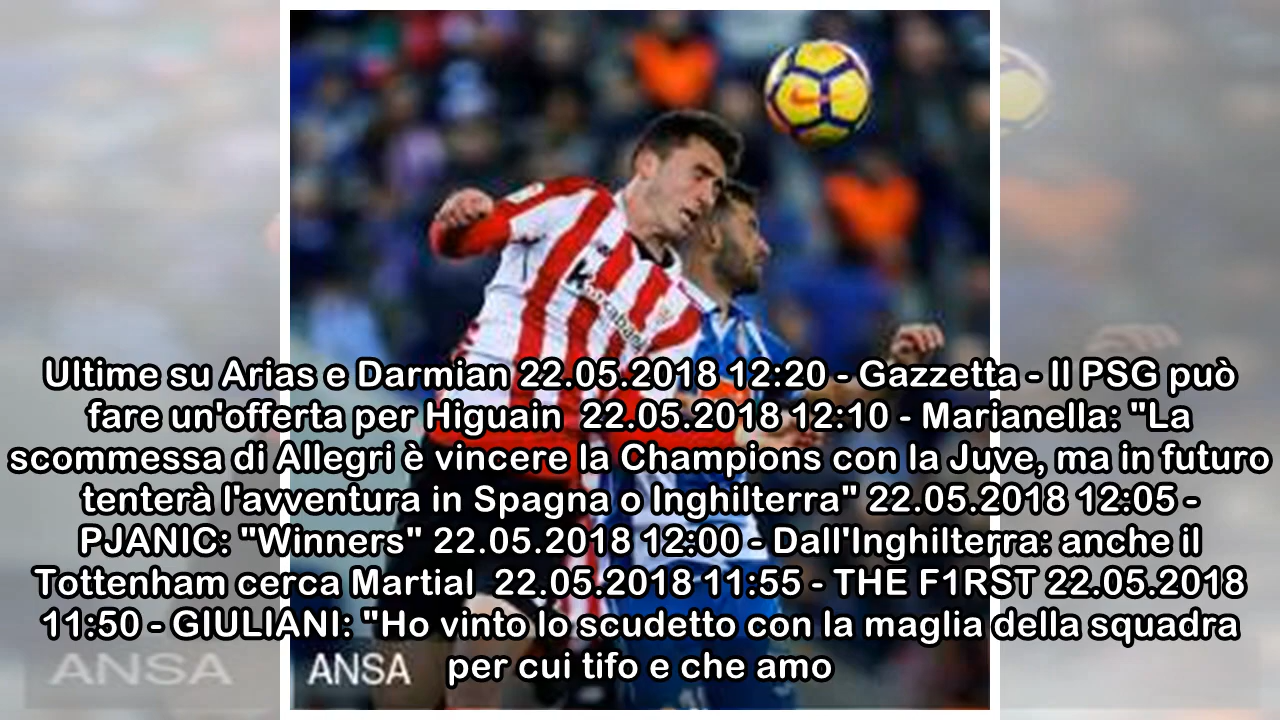 Kutxabank
Ultime su Arias e Darmian 22.05.2018 12:20 - Gazzetta - Il PSG può
fare un'offerta per Higuain 22.05.2018 12:10 - Marianella: "La
scommessa di Allegri è vincere la Champions con la Juve, ma in futuro
tenterà l'avventura in Spagna o Inghilterra" 22.05.2018 12:05 -
PJANIC: "Winners" 22.05.2018 12:00 - Dall'Inghilterra: anche il
Tottenham cerca Martial 22.05.2018 11:55 - THE F1RST 22.05.2018
11:50 - GIULIANI: "Ho vinto lo scudetto con la maglia della squadra
per cui tifo e che amo
ANSA
ANSA